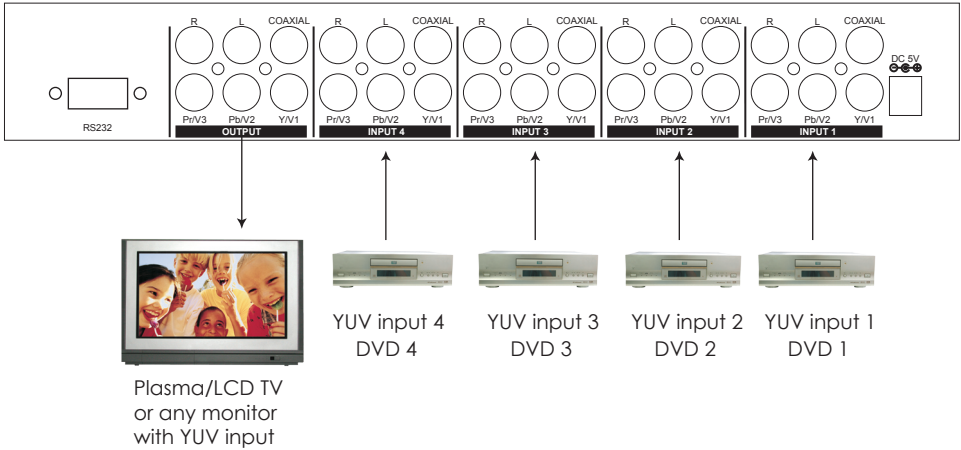 R L COAXIAL R L COAXIAL R L COAXIAL R L COAXIAL R L COAXIAL
DC 5V
RS232
Pr/V3 Pb/V2 Y/V1 Pr/V3 Pb/V2 Y/V1 Pr/V3 Pb/V2 Y/V1 Pr/V3 Pb/V2 Y/V1 Pr/V3 Pb/V2 Y/V1
OUTPUT INPUT 4 INPUT 3 INPUT 2 INPUT 1
YUV input 4
DVD 4
YUV input 3
DVD 3
YUV input 2
DVD 2
YUV input 1
DVD 1
Plasma/LCD TV
or any monitor
with YUV input